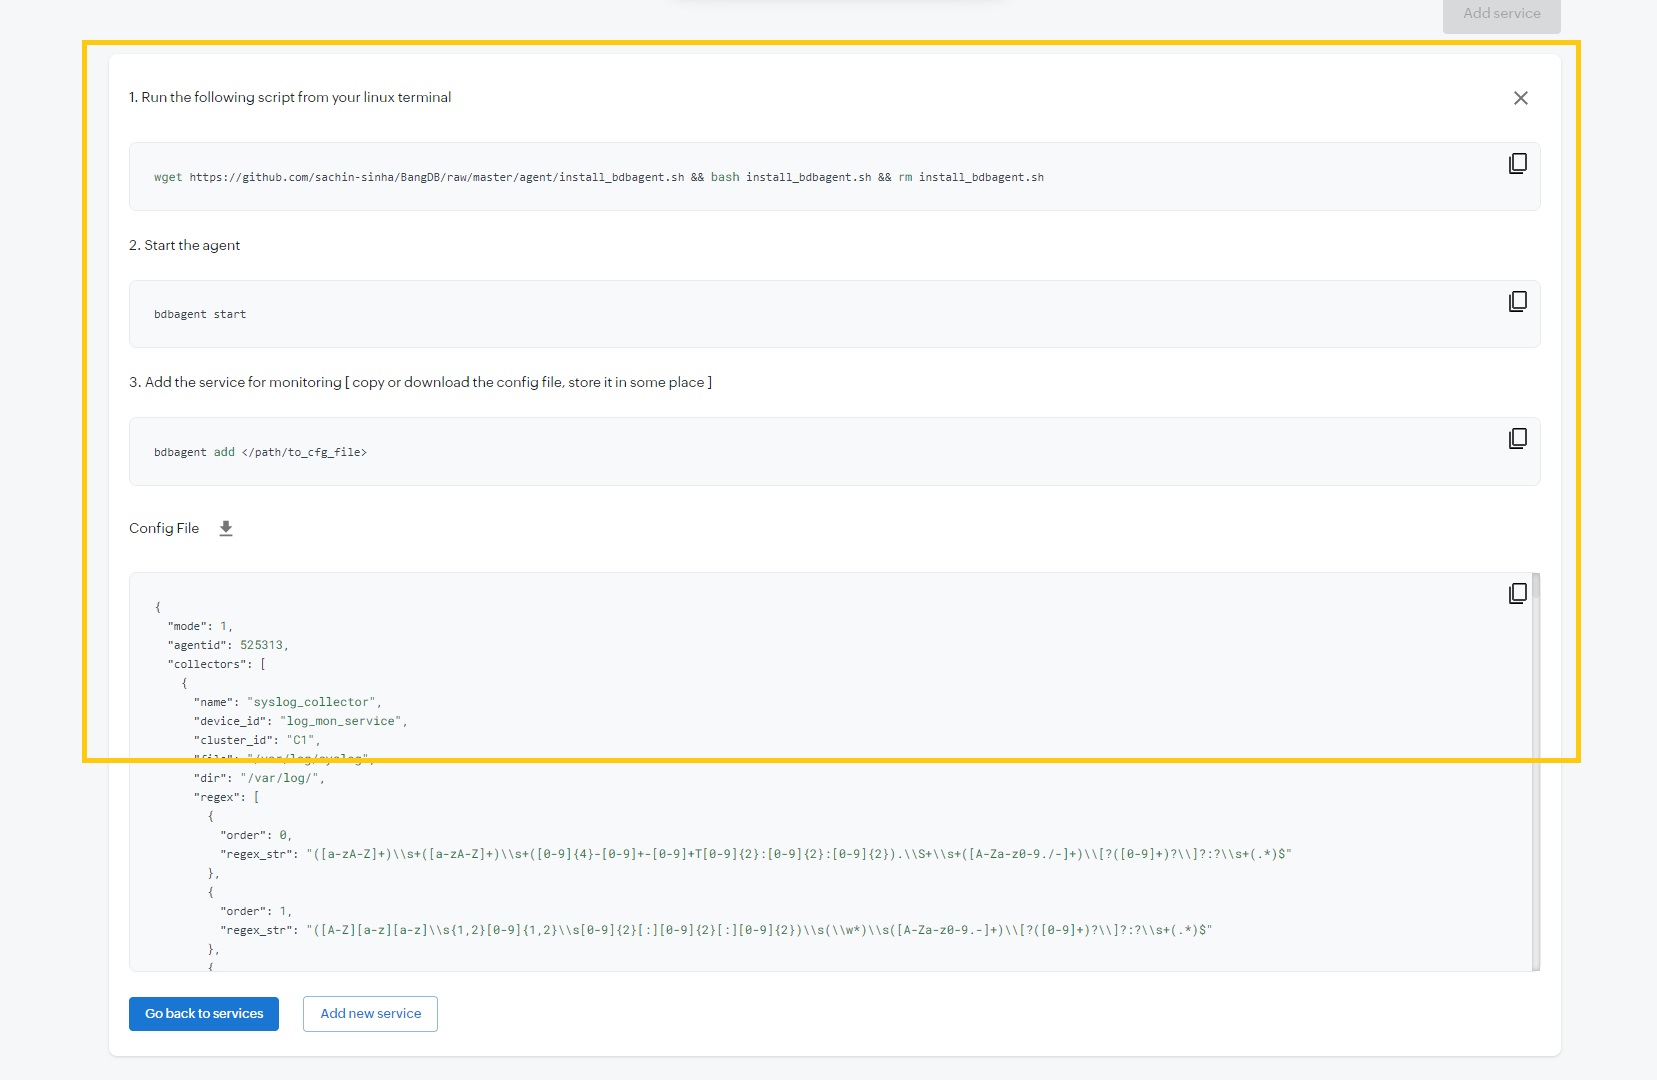 Add service
1. Run the following script from your linux terminal
wget https://github.com/sachin-sinha/BangDB/raw/master/agent/install_bdbagent.sh && bash install_bdbagent.sh && rm install_bdbagent.sh
2. Start the agent
bdbagent start
3. Add the service for monitoring [ copy or download the config file, store it in some place ]
bdbagent add </path/to_cfg_file>
Config File
{
"mode": 1,
"agentid": 525313,
"collectors": [
{
"name": "syslog_collector",
"device_id": "log_mon_service",
"cluster_id": "C1",
"file": "/var/log/syslog",
"dir": "/var/log/",
"regex": [
{
"order": 0,
"regex_str": "([a-zA-Z]+)\\s+([a-zA-Z]+)\\s+([0-9]{4}-[0-9]+-[0-9]+T[0-9]{2}:[0-9]{2}:[0-9]{2}).\\S+\\s+([A-Za-z0-9./-]+)\\[?([0-9]+)?\\]?:?\\s+(.*)$"
},
{
"order": 1,
"regex_str": "([A-Z][a-z][a-z]\\s{1,2}[0-9]{1,2}\\s[0-9]{2}[:][0-9]{2}[:][0-9]{2})\\s(\\w*)\\s([A-Za-z0-9.-]+)\\[?([0-9]+)?\\]?:?\\s+(.*)$"
},
{
Go back to services
Add new service